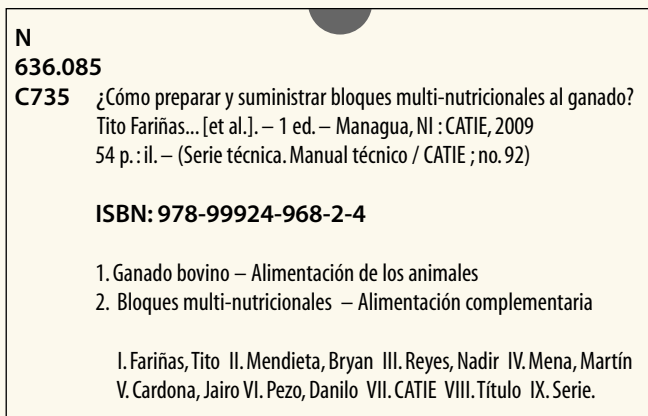 N
636.085
C735 ¿Cómo preparar y suministrar bloques multi-nutricionales al ganado?
Tito Fariñas... [et al.]. – 1 ed. – Managua, NI : CATIE, 2009
54 p. : il. – (Serie técnica. Manual técnico / CATIE ; no. 92)
ISBN: 978-99924-968-2-4
1. Ganado bovino – Alimentación de los animales
2. Bloques multi-nutricionales – Alimentación complementaria
I. Fariñas, Tito II. Mendieta, Bryan III. Reyes, Nadir IV. Mena, Martín
V. Cardona, Jairo VI. Pezo, Danilo VII. CATIE VIII. Título IX. Serie.